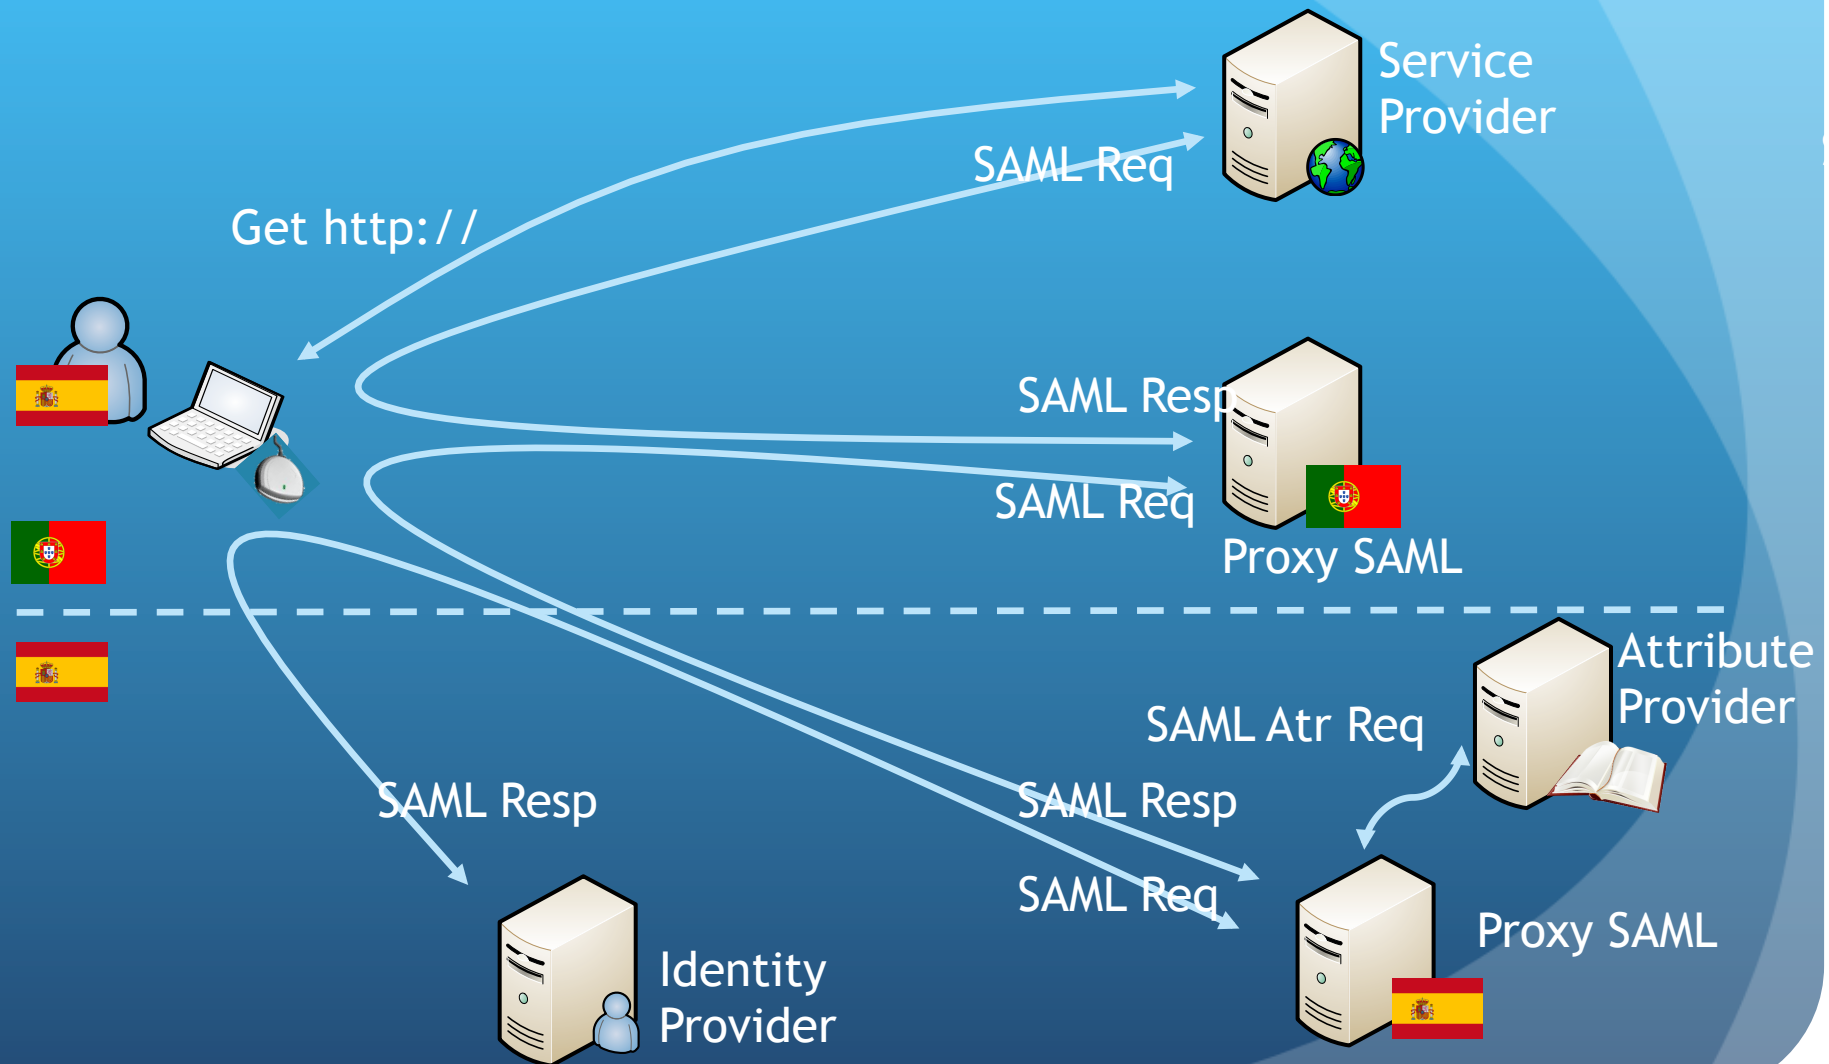 Service
Provider
SAML Req
Get http://
SAML Resp
SAML Req
Proxy SAML
Attribute
Provider
SAML Atr Req
SAML Resp
SAML Resp
SAML Req
Proxy SAML
Identity
Provider